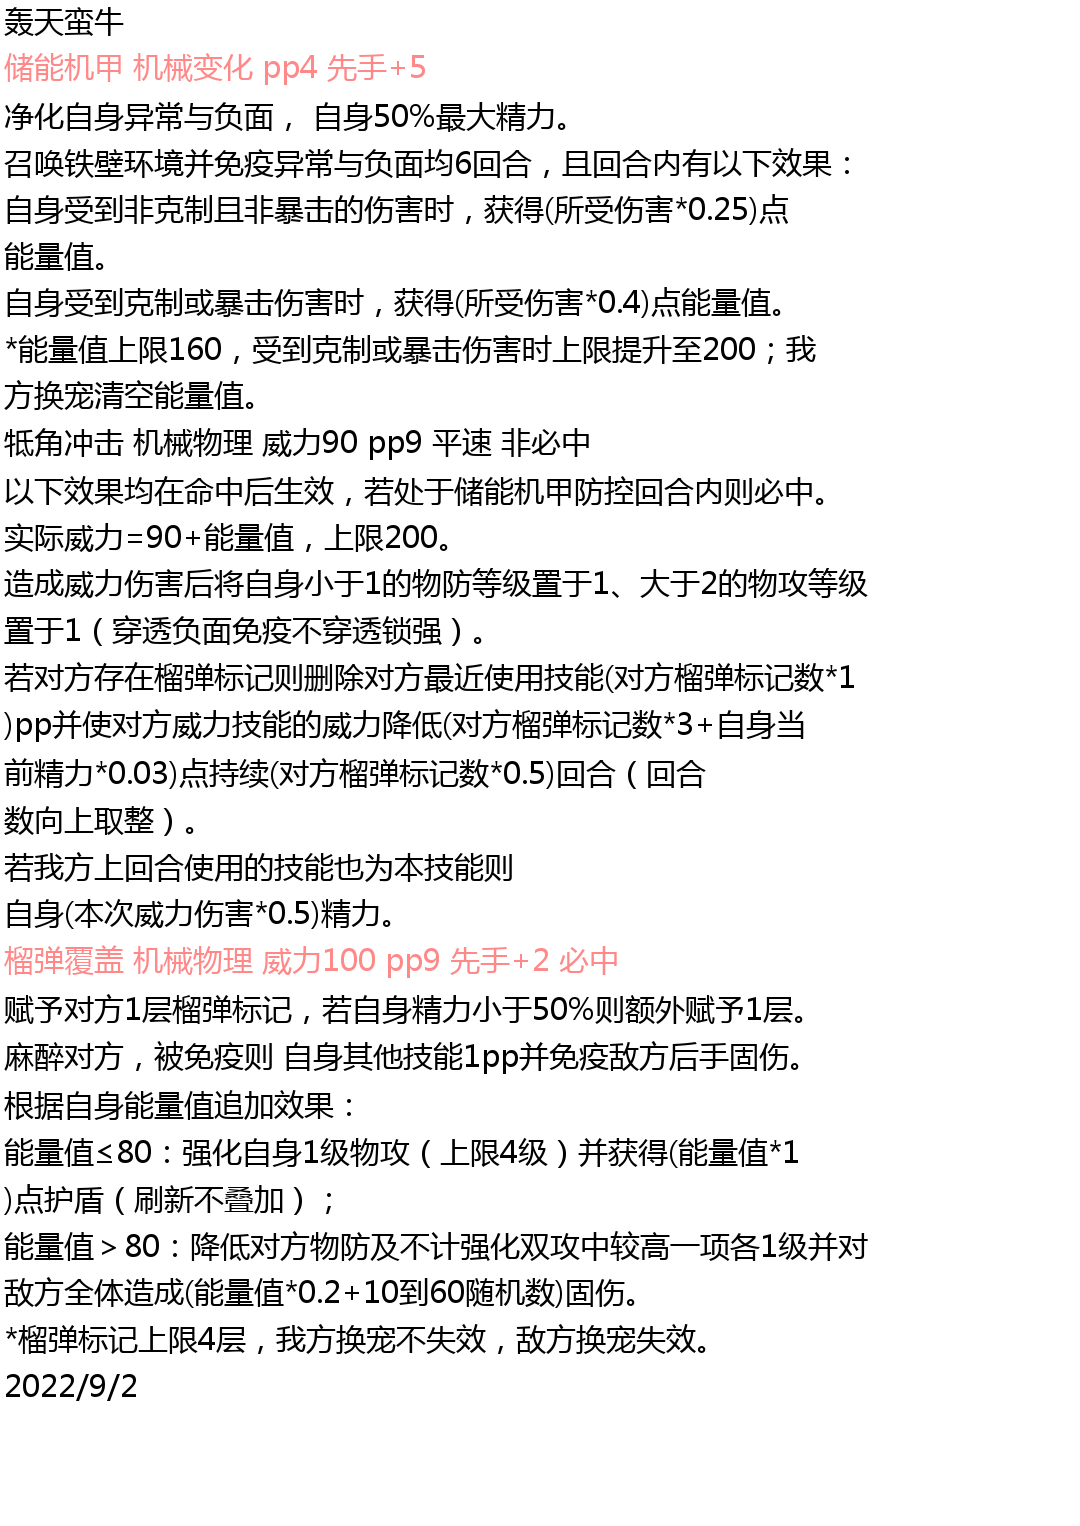 轰天蛮牛
储能机甲 机械变化 pp4 先手+5
净化自身异常与负面， 自身50%最大精力。
召唤铁壁环境并免疫异常与负面均6回合，且回合内有以下效果：
自身受到非克制且非暴击的伤害时，获得(所受伤害*0.25)点
能量值。
自身受到克制或暴击伤害时，获得(所受伤害*0.4)点能量值。
*能量值上限160，受到克制或暴击伤害时上限提升至200；我
方换宠清空能量值。
牴角冲击 机械物理 威力90 pp9 平速 非必中
以下效果均在命中后生效，若处于储能机甲防控回合内则必中。
实际威力=90+能量值，上限200。
造成威力伤害后将自身小于1的物防等级置于1、大于2的物攻等级
置于1（穿透负面免疫不穿透锁强）。
若对方存在榴弹标记则删除对方最近使用技能(对方榴弹标记数*1
)pp并使对方威力技能的威力降低(对方榴弹标记数*3+自身当
前精力*0.03)点持续(对方榴弹标记数*0.5)回合（回合
数向上取整）。
若我方上回合使用的技能也为本技能则
自身(本次威力伤害*0.5)精力。
榴弹覆盖 机械物理 威力100 pp9 先手+2 必中
赋予对方1层榴弹标记，若自身精力小于50%则额外赋予1层。
麻醉对方，被免疫则 自身其他技能1pp并免疫敌方后手固伤。
根据自身能量值追加效果：
能量值≤80：强化自身1级物攻（上限4级）并获得(能量值*1
)点护盾（刷新不叠加）；
能量值＞80：降低对方物防及不计强化双攻中较高一项各1级并对
敌方全体造成(能量值*0.2+10到60随机数)固伤。
*榴弹标记上限4层，我方换宠不失效，敌方换宠失效。
2022/9/2